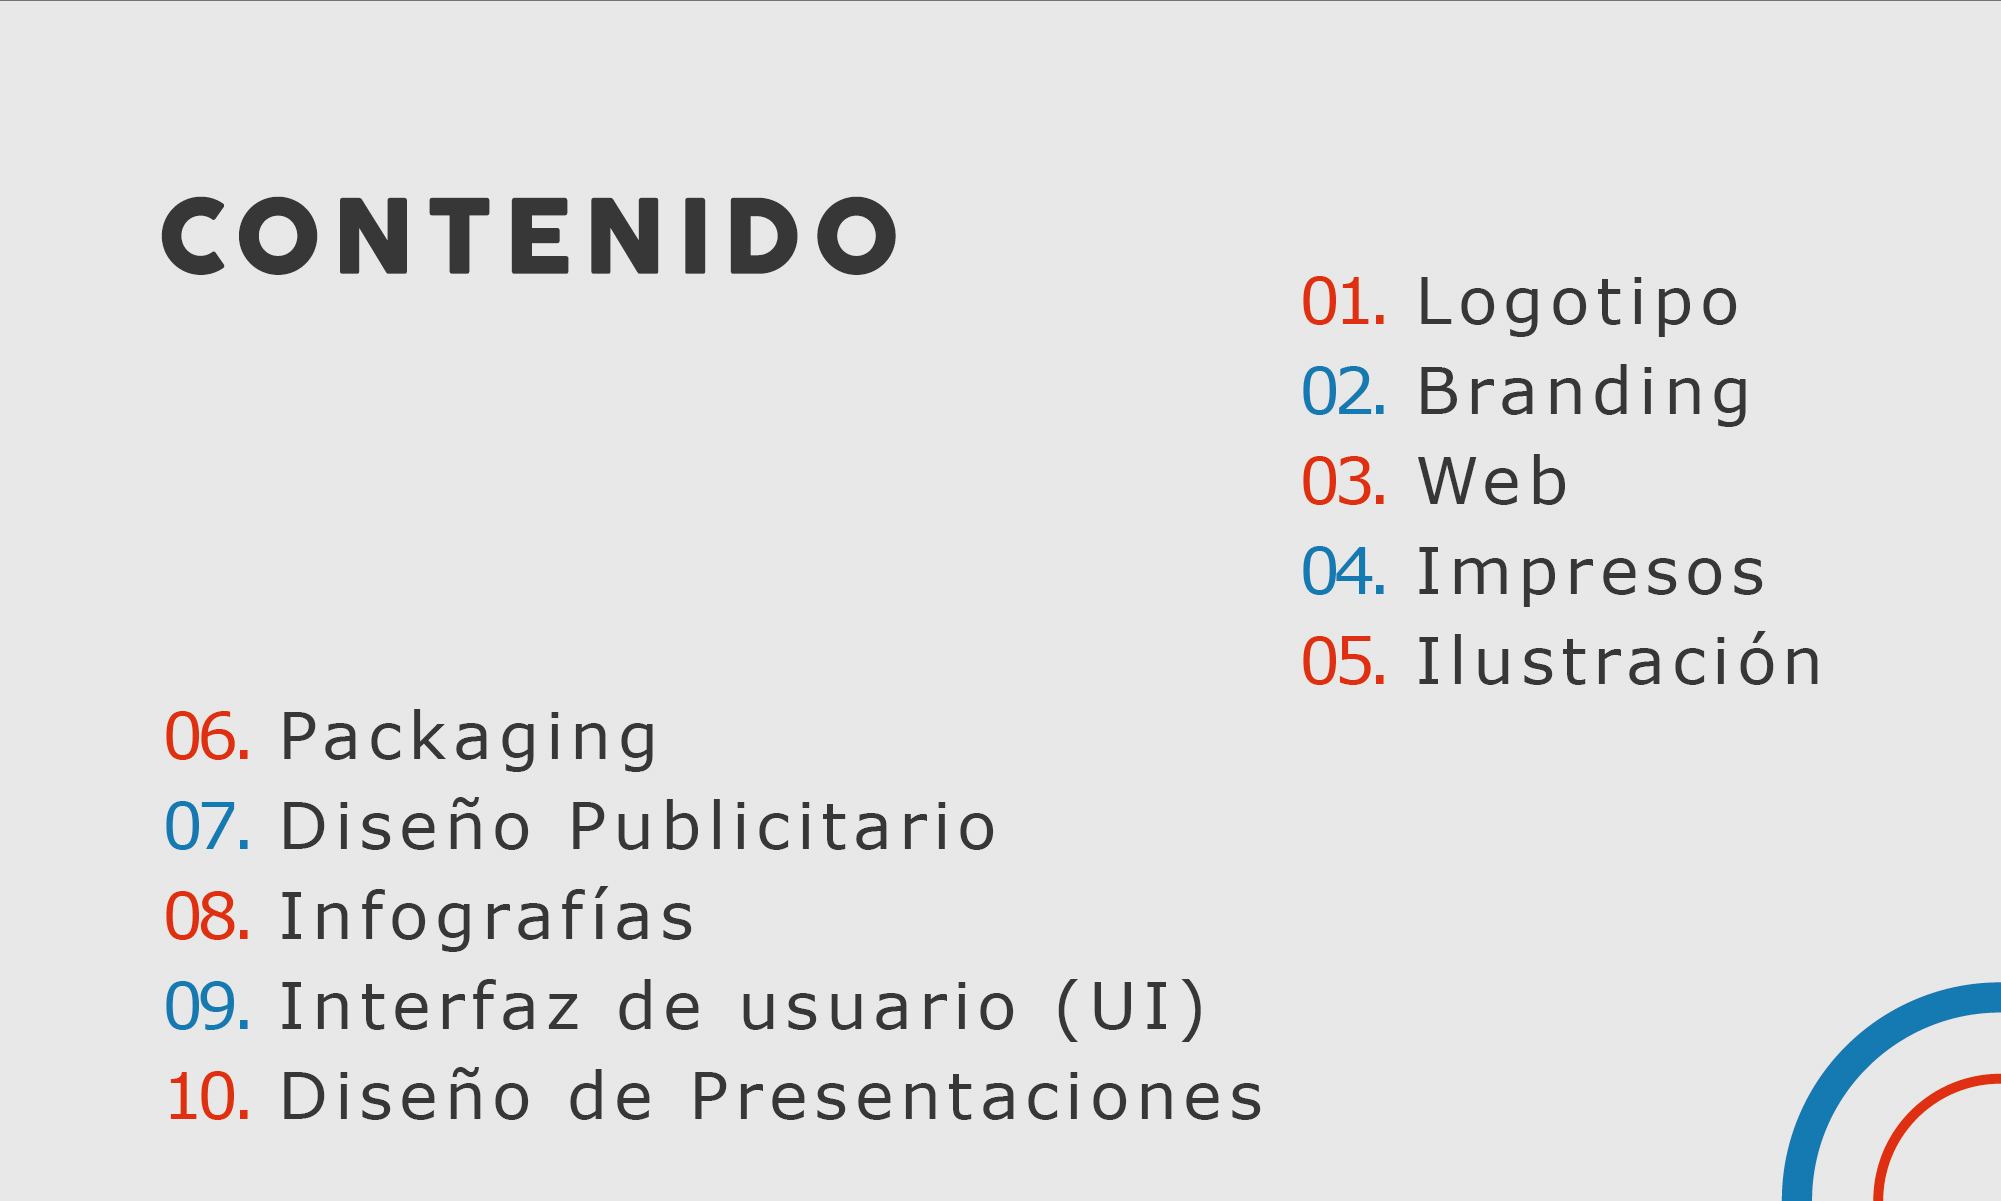 CONTENIDO
01. Logotipo
02. Branding
03. Web
04. Impresos
05. Ilustración
06. Packaging
07. Diseño Publicitario
08. Infografías
09. Interfaz de usuario (UI)
10. Diseño de Presentaciones